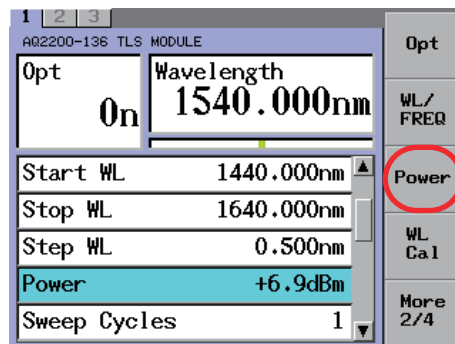 1 2 3
AQ2200-136 TLS MODULE
Opt
On
Wavelength
1540.000nm
Start WL 1440.000nm
Stop WL 1640.000nm
Step WL 0.500nm
Power +6.9dBm
Sweep Cycles 1
Opt
WL/
FREQ
Power
WL
Cal
More
2/4